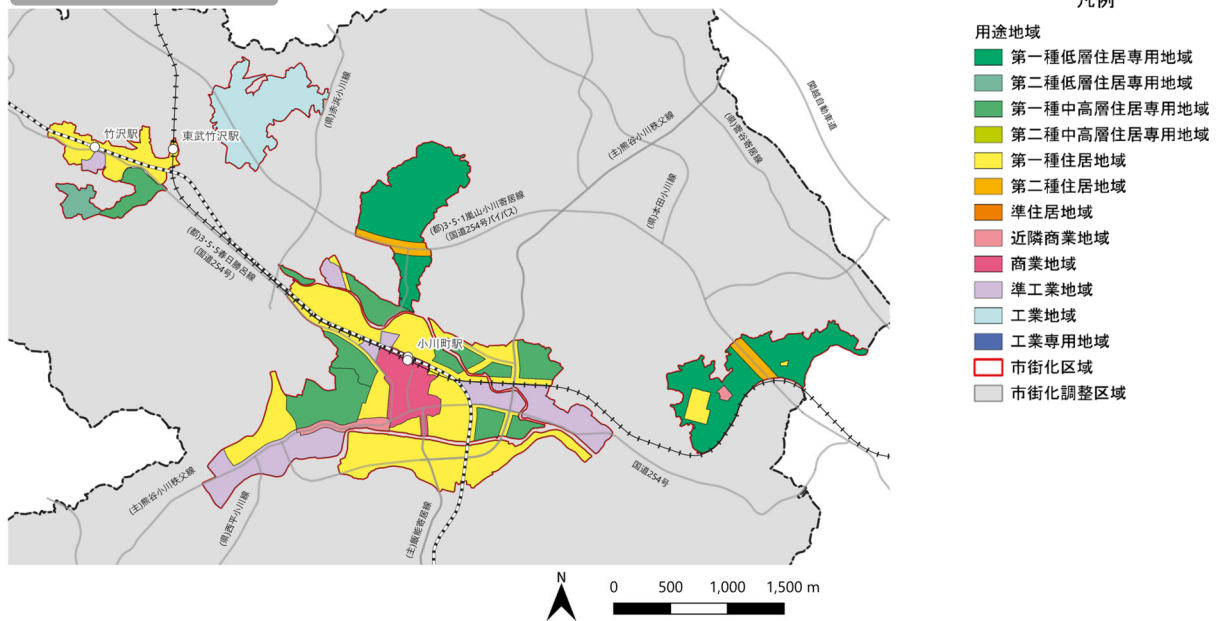 凡例
用途地域
第一種低層住居専用地域
第二種低層住居専用地域
第一種中高層住居専用地域
第二種中高層住居専用地域
第一種住居地域
第二種住居地域
準住居地域
近隣商業地域
商業地域
準工業地域
工業地域
工業専用地域
市街化区域
市街化調整区域
竹沢駅
東武竹沢駅
(県)赤浜小川線
(主)熊谷小川秩父線
(県)菅谷寄居線
関越自動車道
(県)本田小川線
(都)3・5・1嵐山小川寄居線
(国道254号バイパス)
(都)3・5・5春日勝呂線
(国道254号)
小川町駅
国道254号
(主)熊谷小川秩父線
(県)西平小川線
(主)飯能寄居線
N
0 500 1,000 1,500 m